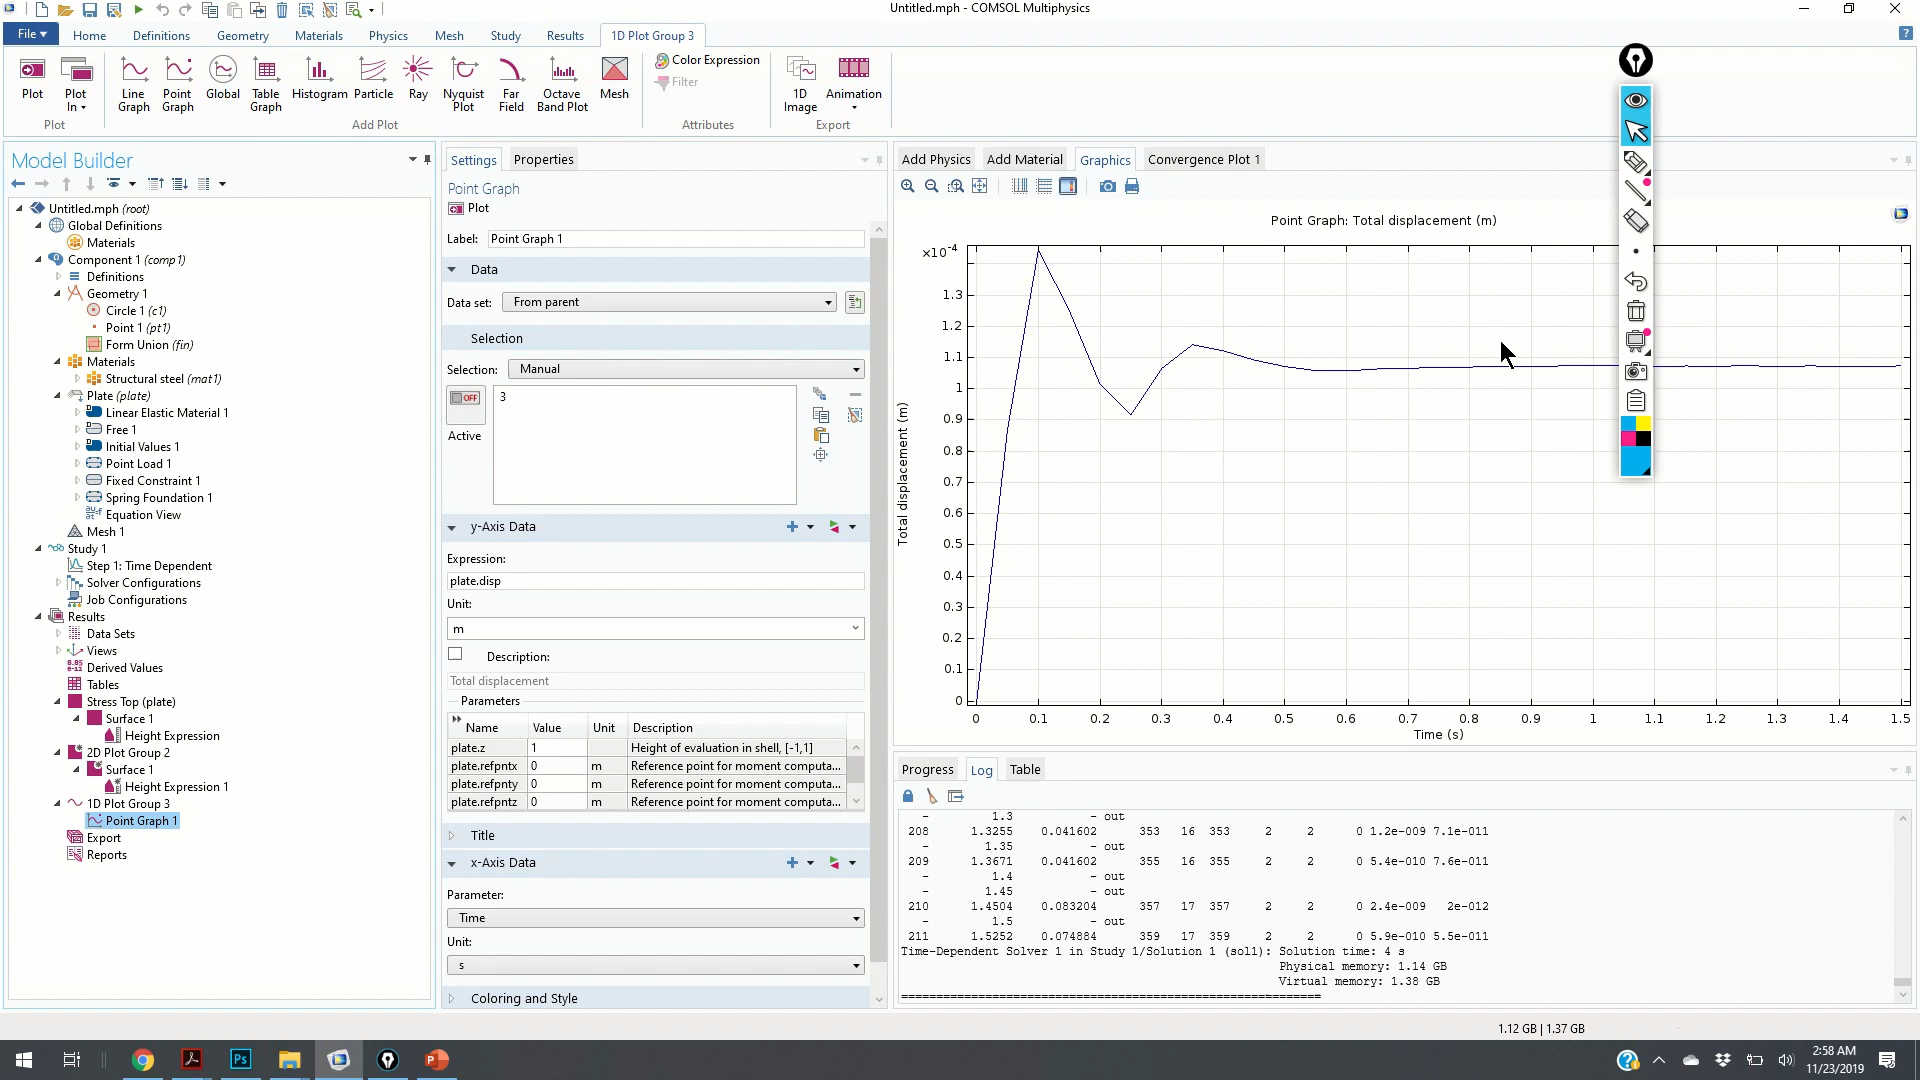 Untitled.mph - COMSOL Multiphysics
File
Home
Definitions
Geometry
Materials
Physics
Mesh
Study
Results
1D Plot Group 3
Plot
Plot In
Line Graph
Point Graph
Global
Table Graph
Histogram
Particle
Ray
Nyquist Plot
Far Field
Octave Band Plot
Mesh
Color Expression
Filter
1D Image
Animation
Plot
Add Plot
Attributes
Export
Model Builder
Untitled.mph (root)
Global Definitions
Materials
Component 1 (comp1)
Definitions
Geometry 1
Circle 1 (c1)
Point 1 (pt1)
Form Union (fin)
Materials
Structural steel (mat1)
Plate (plate)
Linear Elastic Material 1
Free 1
Initial Values 1
Point Load 1
Fixed Constraint 1
Spring Foundation 1
Equation View
Mesh 1
Study 1
Step 1: Time Dependent
Solver Configurations
Job Configurations
Results
Data Sets
Views
Derived Values
Tables
Stress Top (plate)
Surface 1
Height Expression
2D Plot Group 2
Surface 1
Height Expression 1
1D Plot Group 3
Point Graph 1
Export
Reports
Settings
Properties
Point Graph
Plot
Label: Point Graph 1
Data
Data set: From parent
Selection
Selection: Manual
OFF
Active
3
y-Axis Data
Expression:
plate.disp
Unit:
m
Description:
Total displacement
Parameters
Name Value Unit Description
plate.z 1 Height of evaluation in shell, [-1,1]
plate.refpntx 0 m Reference point for moment computa...
plate.refpnty 0 m Reference point for moment computa...
plate.refpntz 0 m Reference point for moment computa...
Title
x-Axis Data
Parameter:
Time
Unit:
s
Coloring and Style
Add Physics
Add Material
Graphics
Convergence Plot 1
Point Graph: Total displacement (m)
×10⁻⁴
1.3
1.2
1.1
1
0.9
0.8
0.7
0.6
0.5
0.4
0.3
0.2
0.1
0
Total displacement (m)
0 0.1 0.2 0.3 0.4 0.5 0.6 0.7 0.8 0.9 1 1.1 1.2 1.3 1.4 1.5
Time (s)
Progress
Log
Table
- 1.3 - out
208 1.3255 0.041602 353 16 353 2 2 0 1.2e-009 7.1e-011
- 1.35 - out
209 1.3671 0.041602 355 16 355 2 2 0 5.4e-010 7.6e-011
- 1.4 - out
- 1.45 - out
210 1.4504 0.083204 357 17 357 2 2 0 2.4e-009 2e-012
- 1.5 - out
211 1.5252 0.074884 359 17 359 2 2 0 5.9e-010 5.5e-011
Time-Dependent Solver 1 in Study 1/Solution 1 (sol1): Solution time: 4 s
Physical memory: 1.14 GB
Virtual memory: 1.38 GB
1.12 GB | 1.37 GB
2:58 AM
11/23/2019